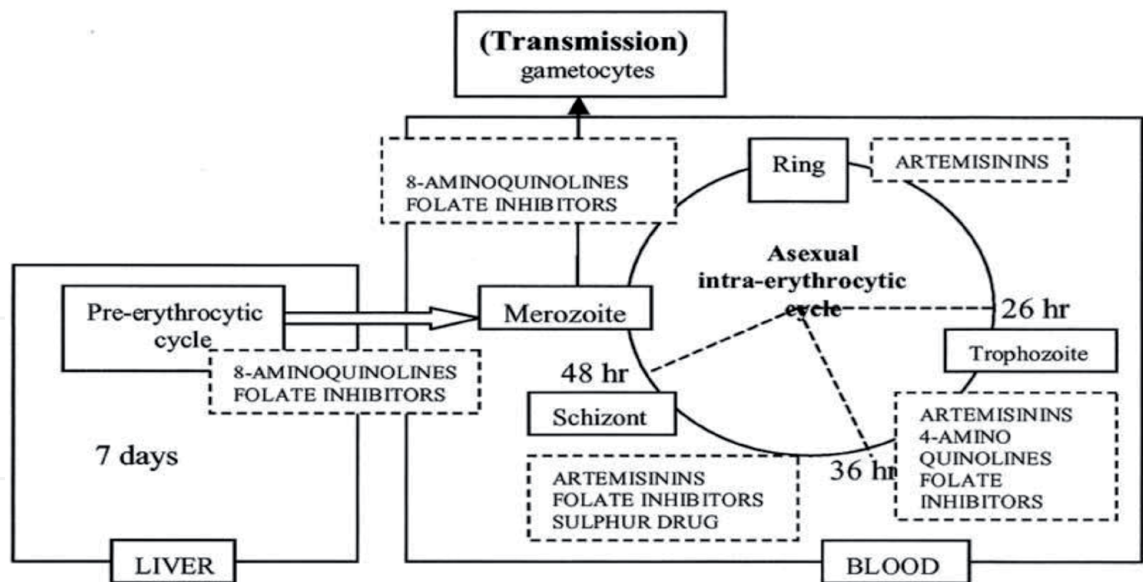 (Transmission)
gametocytes
8-AMINOQUINOLINES
FOLATE INHIBITORS
Ring
ARTEMISININS
Asexual
intra-erythrocytic
cycle
Pre-erythrocytic
cycle
8-AMINOQUINOLINES
FOLATE INHIBITORS
7 days
LIVER
Merozoite
26 hr
Trophozoite
48 hr
Schizont
ARTEMISININS
4-AMINO
QUINOLINES
FOLATE
INHIBITORS
36 hr
ARTEMISININS
FOLATE INHIBITORS
SULPHUR DRUG
BLOOD